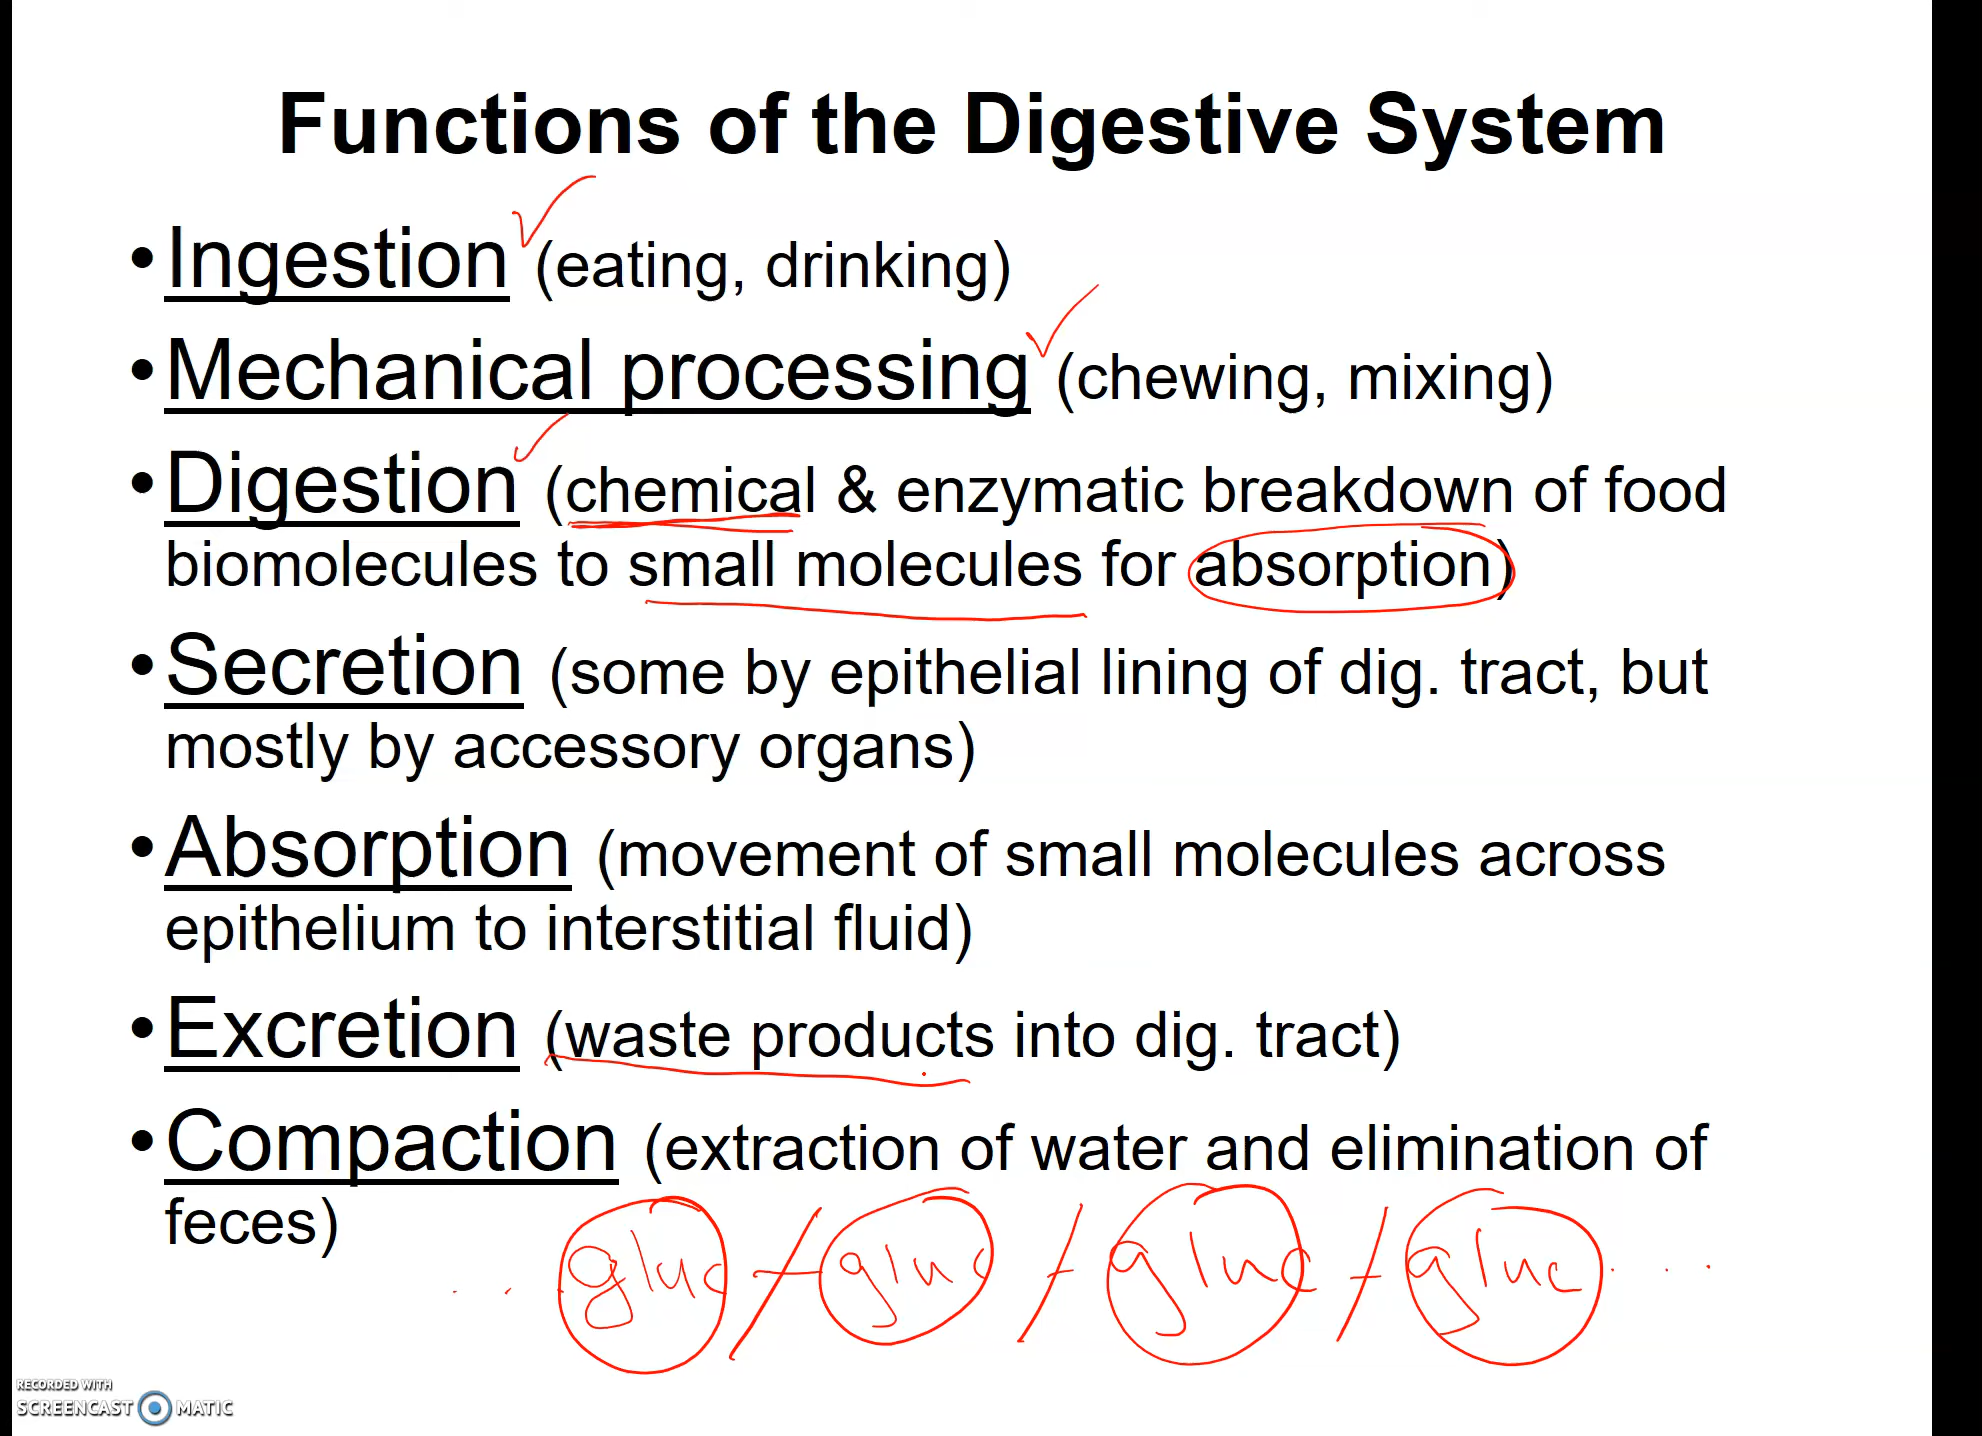 Functions of the Digestive System
• Ingestion (eating, drinking)
• Mechanical processing (chewing, mixing)
• Digestion (chemical & enzymatic breakdown of food
biomolecules to small molecules for absorption)
• Secretion (some by epithelial lining of dig. tract, but
mostly by accessory organs)
• Absorption (movement of small molecules across
epithelium to interstitial fluid)
• Excretion (waste products into dig. tract)
• Compaction (extraction of water and elimination of
feces)
... gluc - gluc - gluc - gluc ...
RECORDED WITH
SCREENCAST MATIC